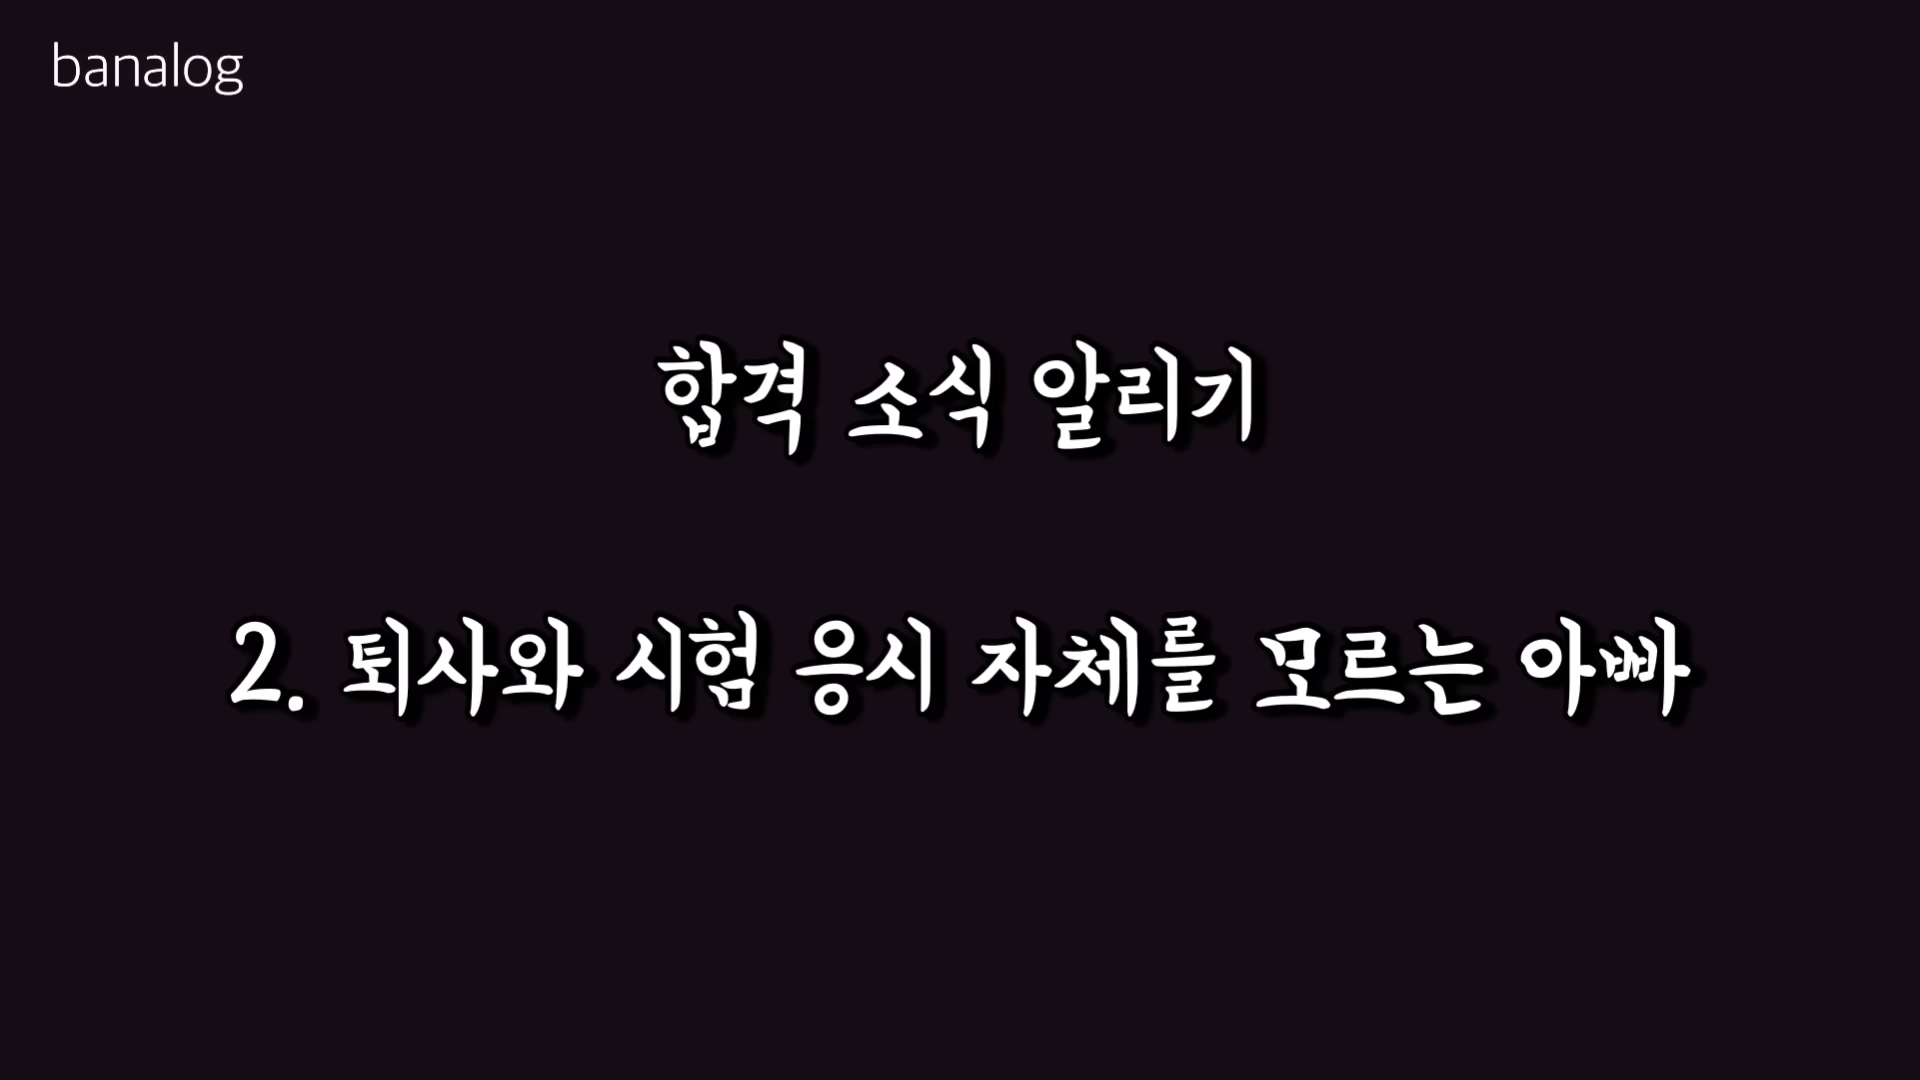 banalog
합격 소식 알리기
2. 퇴사와 시험 응시 자체를 모르는 아빠